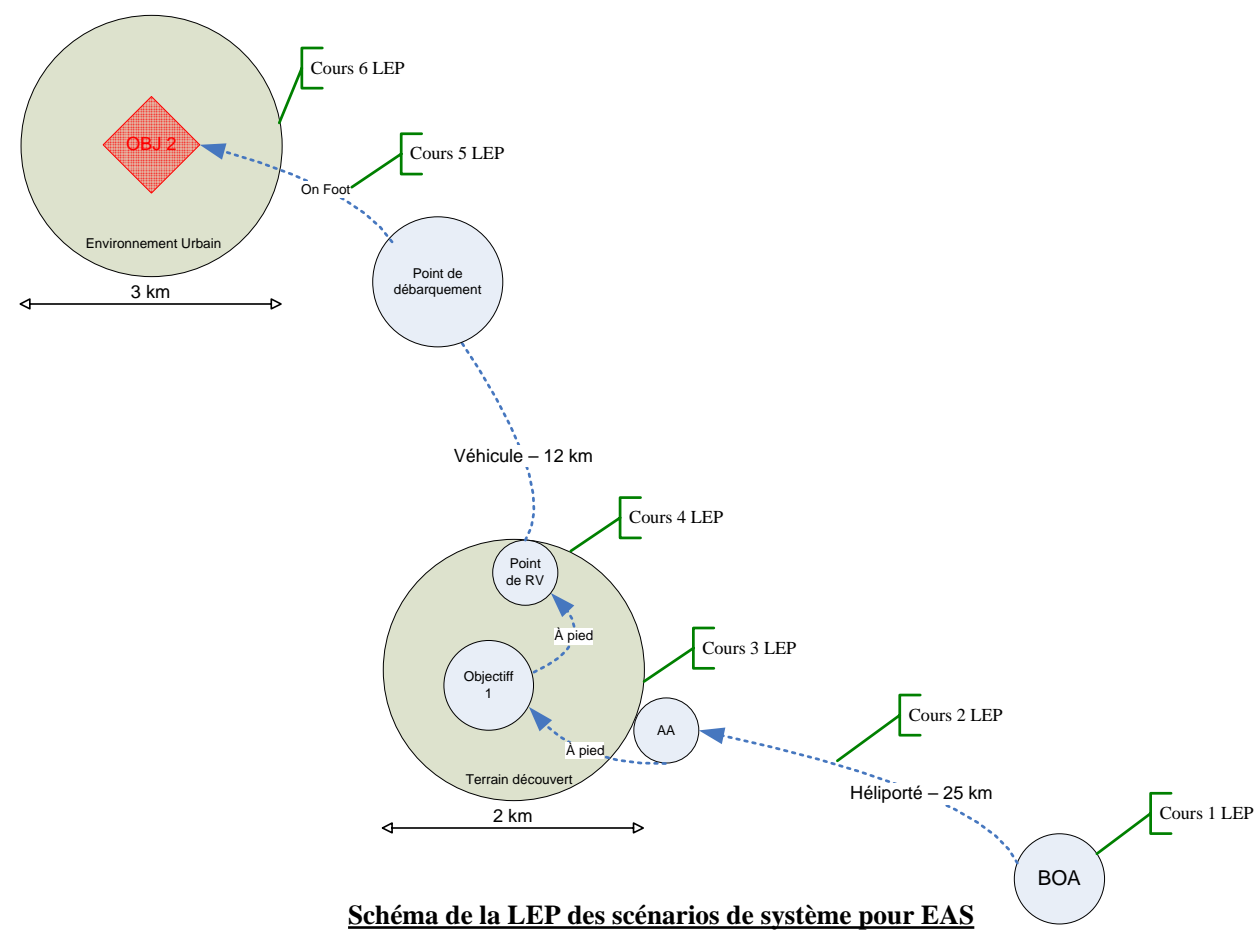 Cours 6 LEP
OBJ 2
Cours 5 LEP
On Foot
Environnement Urbain
Point de
débarquement
3 km
Véhicule – 12 km
Cours 4 LEP
Point
de RV
À pied
Cours 3 LEP
Objectiff
1
Cours 2 LEP
AA
À pied
Terrain découvert
Héliporté – 25 km
2 km
Cours 1 LEP
BOA
Schéma de la LEP des scénarios de système pour EAS